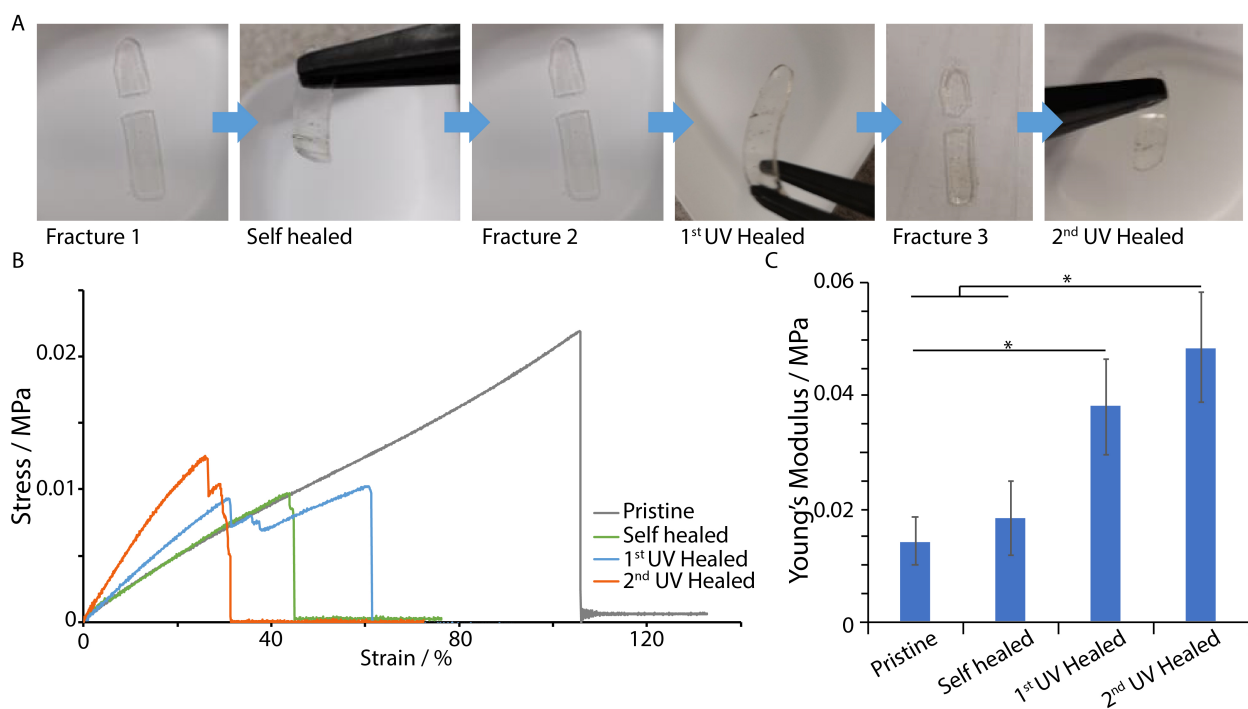 A
Fracture 1
Self healed
Fracture 2
1st UV Healed
Fracture 3
2nd UV Healed
B
Stress / MPa
0.02
0.01
0
0
40
80
120
Strain / %
Pristine
Self healed
1st UV Healed
2nd UV Healed
C
Young's Modulus / MPa
0.06
0.04
0.02
0
*
*
Pristine
Self healed
1st UV Healed
2nd UV Healed